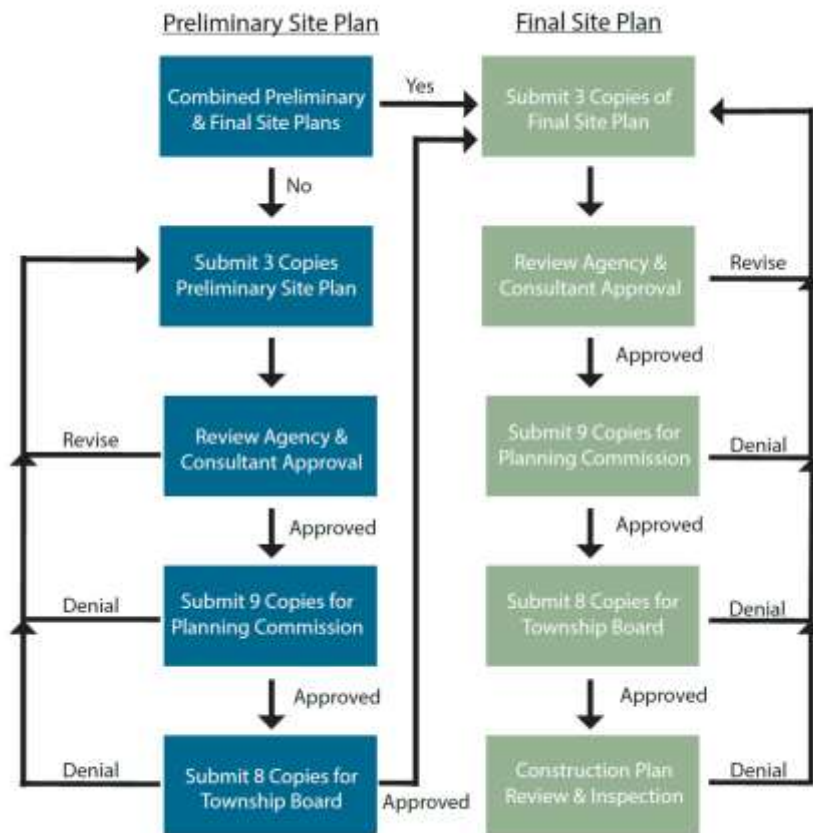 Preliminary Site Plan
Final Site Plan
Combined Preliminary
& Final Site Plans
Yes
Submit 3 Copies of
Final Site Plan
No
Submit 3 Copies
Preliminary Site Plan
Review Agency &
Consultant Approval
Revise
Approved
Revise
Review Agency &
Consultant Approval
Submit 9 Copies for
Planning Commission
Denial
Approved
Approved
Denial
Submit 9 Copies for
Planning Commission
Submit 8 Copies for
Township Board
Denial
Approved
Approved
Denial
Submit 8 Copies for
Township Board
Approved
Construction Plan
Review & Inspection
Denial